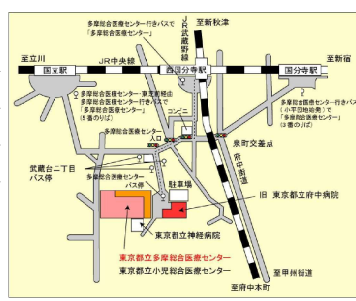 多摩総合医療センター行きバスで
「多摩総合医療センター」
至新秋津
JR武蔵野線
至立川
国立駅
JR中央線
西国分寺駅
国分寺駅
至新宿
多摩総合医療センター・東芝前経由
多摩総合医療センター行きバスで
「多摩総合医療センター」
(5番のりば)
コンビニ
多摩総合医療センター行きバス
(小平団地始発)で
「多摩総合医療センター」
(3番のりば)
多摩総合医療センター
入口
泉町交差点
府中街道
武蔵台二丁目
バス停
多摩総合医療センター
バス停
駐車場
旧 東京都立府中病院
東京都立神経病院
東京都立多摩総合医療センター
東京都立小児総合医療センター
至甲州街道
至府中本町